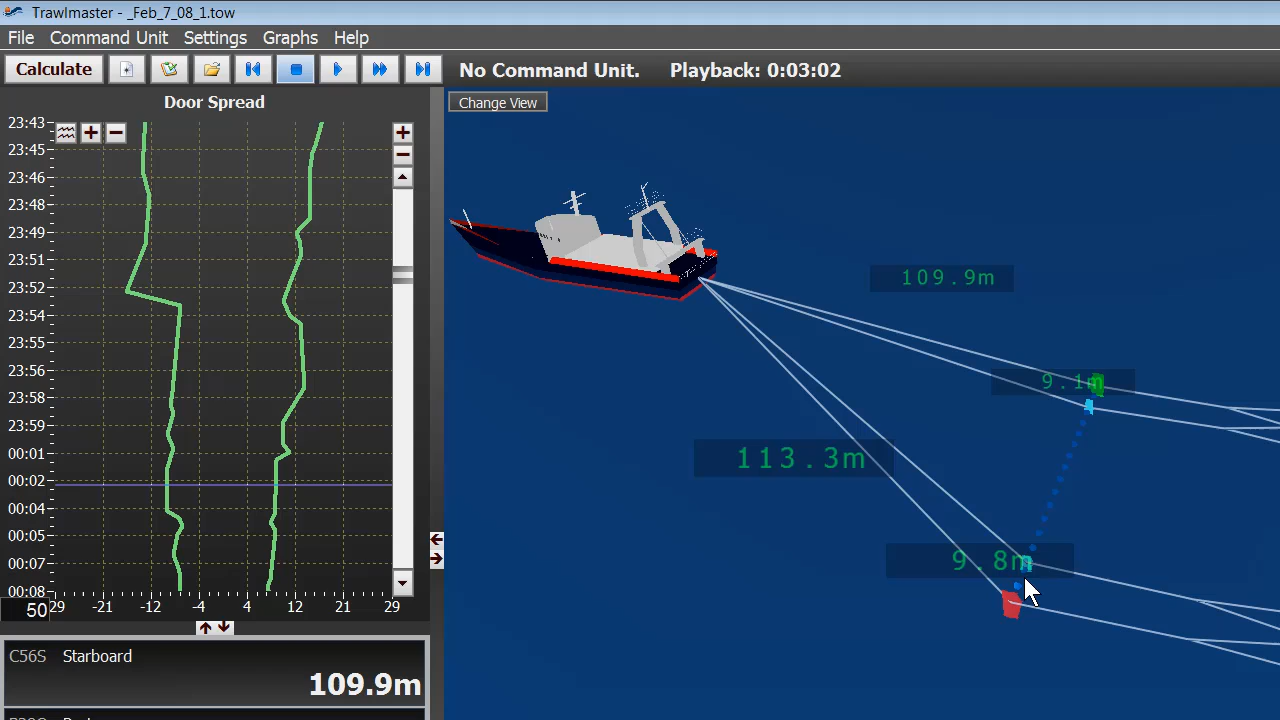 Trawlmaster - _Feb_7_08_1.tow
File Command Unit Settings Graphs Help
Calculate
No Command Unit. Playback: 0:03:02
Door Spread
Change View
23:43
23:45
23:46
23:48
23:49
23:51
23:52
23:54
23:55
23:56
23:58
23:59
00:01
00:02
00:04
00:05
00:07
00:08
50
29 -21 -12 -4 4 12 21 29
109.9m
9.1m
113.3m
9.8m
C56S Starboard
109.9m